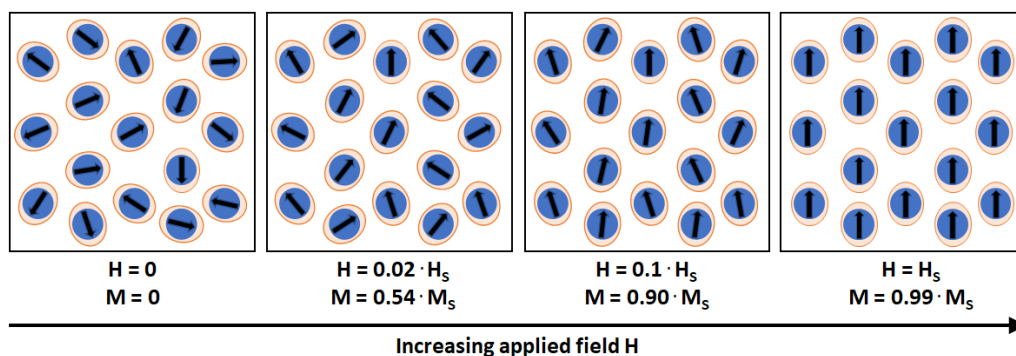 H = 0
M = 0
H = 0.02 · Hₛ
M = 0.54 · Mₛ
H = 0.1 · Hₛ
M = 0.90 · Mₛ
H = Hₛ
M = 0.99 · Mₛ
Increasing applied field H